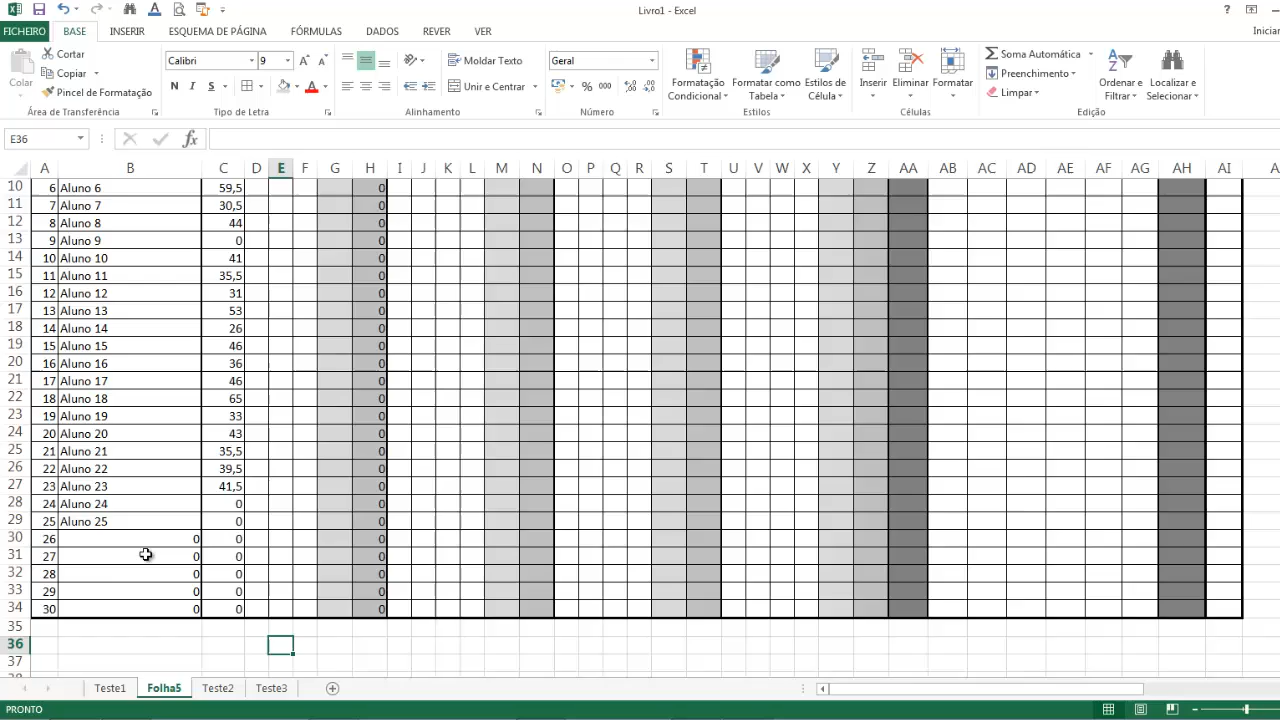 Livro1 - Excel
?
FICHEIRO BASE INSERIR ESQUEMA DE PÁGINA FÓRMULAS DADOS REVER VER Iniciar
Colar
Cortar
Copiar
Pincel de Formatação
Área de Transferência
Calibri 9
N I S
Tipo de Letra
Moldar Texto
Unir e Centrar
Alinhamento
Geral
% 000
Número
Formatação Condicional
Formatar como Tabela
Estilos de Célula
Estilos
Inserir Eliminar Formatar
Células
Soma Automática
Preenchimento
Limpar
Ordenar e Filtrar
Localizar e Selecionar
Edição
E36 fx
A B C D E F G H I J K L M N O P Q R S T U V W X Y Z AA AB AC AD AE AF AG AH AI A
10 6 Aluno 6 59,5 0
11 7 Aluno 7 30,5 0
12 8 Aluno 8 44 0
13 9 Aluno 9 0 0
14 10 Aluno 10 41 0
15 11 Aluno 11 35,5 0
16 12 Aluno 12 31 0
17 13 Aluno 13 53 0
18 14 Aluno 14 26 0
19 15 Aluno 15 46 0
20 16 Aluno 16 36 0
21 17 Aluno 17 46 0
22 18 Aluno 18 65 0
23 19 Aluno 19 33 0
24 20 Aluno 20 43 0
25 21 Aluno 21 35,5 0
26 22 Aluno 22 39,5 0
27 23 Aluno 23 41,5 0
28 24 Aluno 24 0 0
29 25 Aluno 25 0 0
30 26 0 0 0
31 27 0 0 0
32 28 0 0 0
33 29 0 0 0
34 30 0 0 0
35
36
37
Teste1 Folha5 Teste2 Teste3
PRONTO